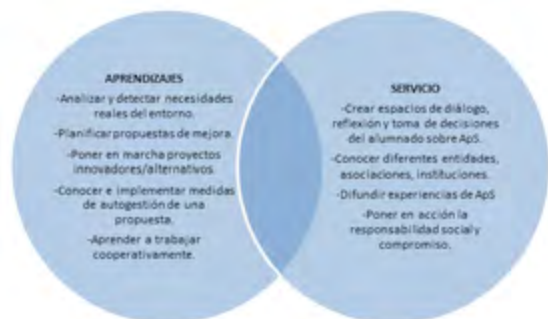 APRENDIZAJES
-Analizar y detectar necesidades
reales del entorno.
-Planificar propuestas de mejora.
-Poner en marcha proyectos
innovadores/alternativos.
-Conocer e implementar medidas
de autogestión de una
propuesta.
-Aprender a trabajar
cooperativamente.
SERVICIO
-Crear espacios de diálogo,
reflexión y toma de decisiones
del alumnado sobre ApS.
-Conocer diferentes entidades,
asociaciones, instituciones.
-Difundir experiencias de ApS
-Poner en acción la
responsabilidad social y
compromiso.